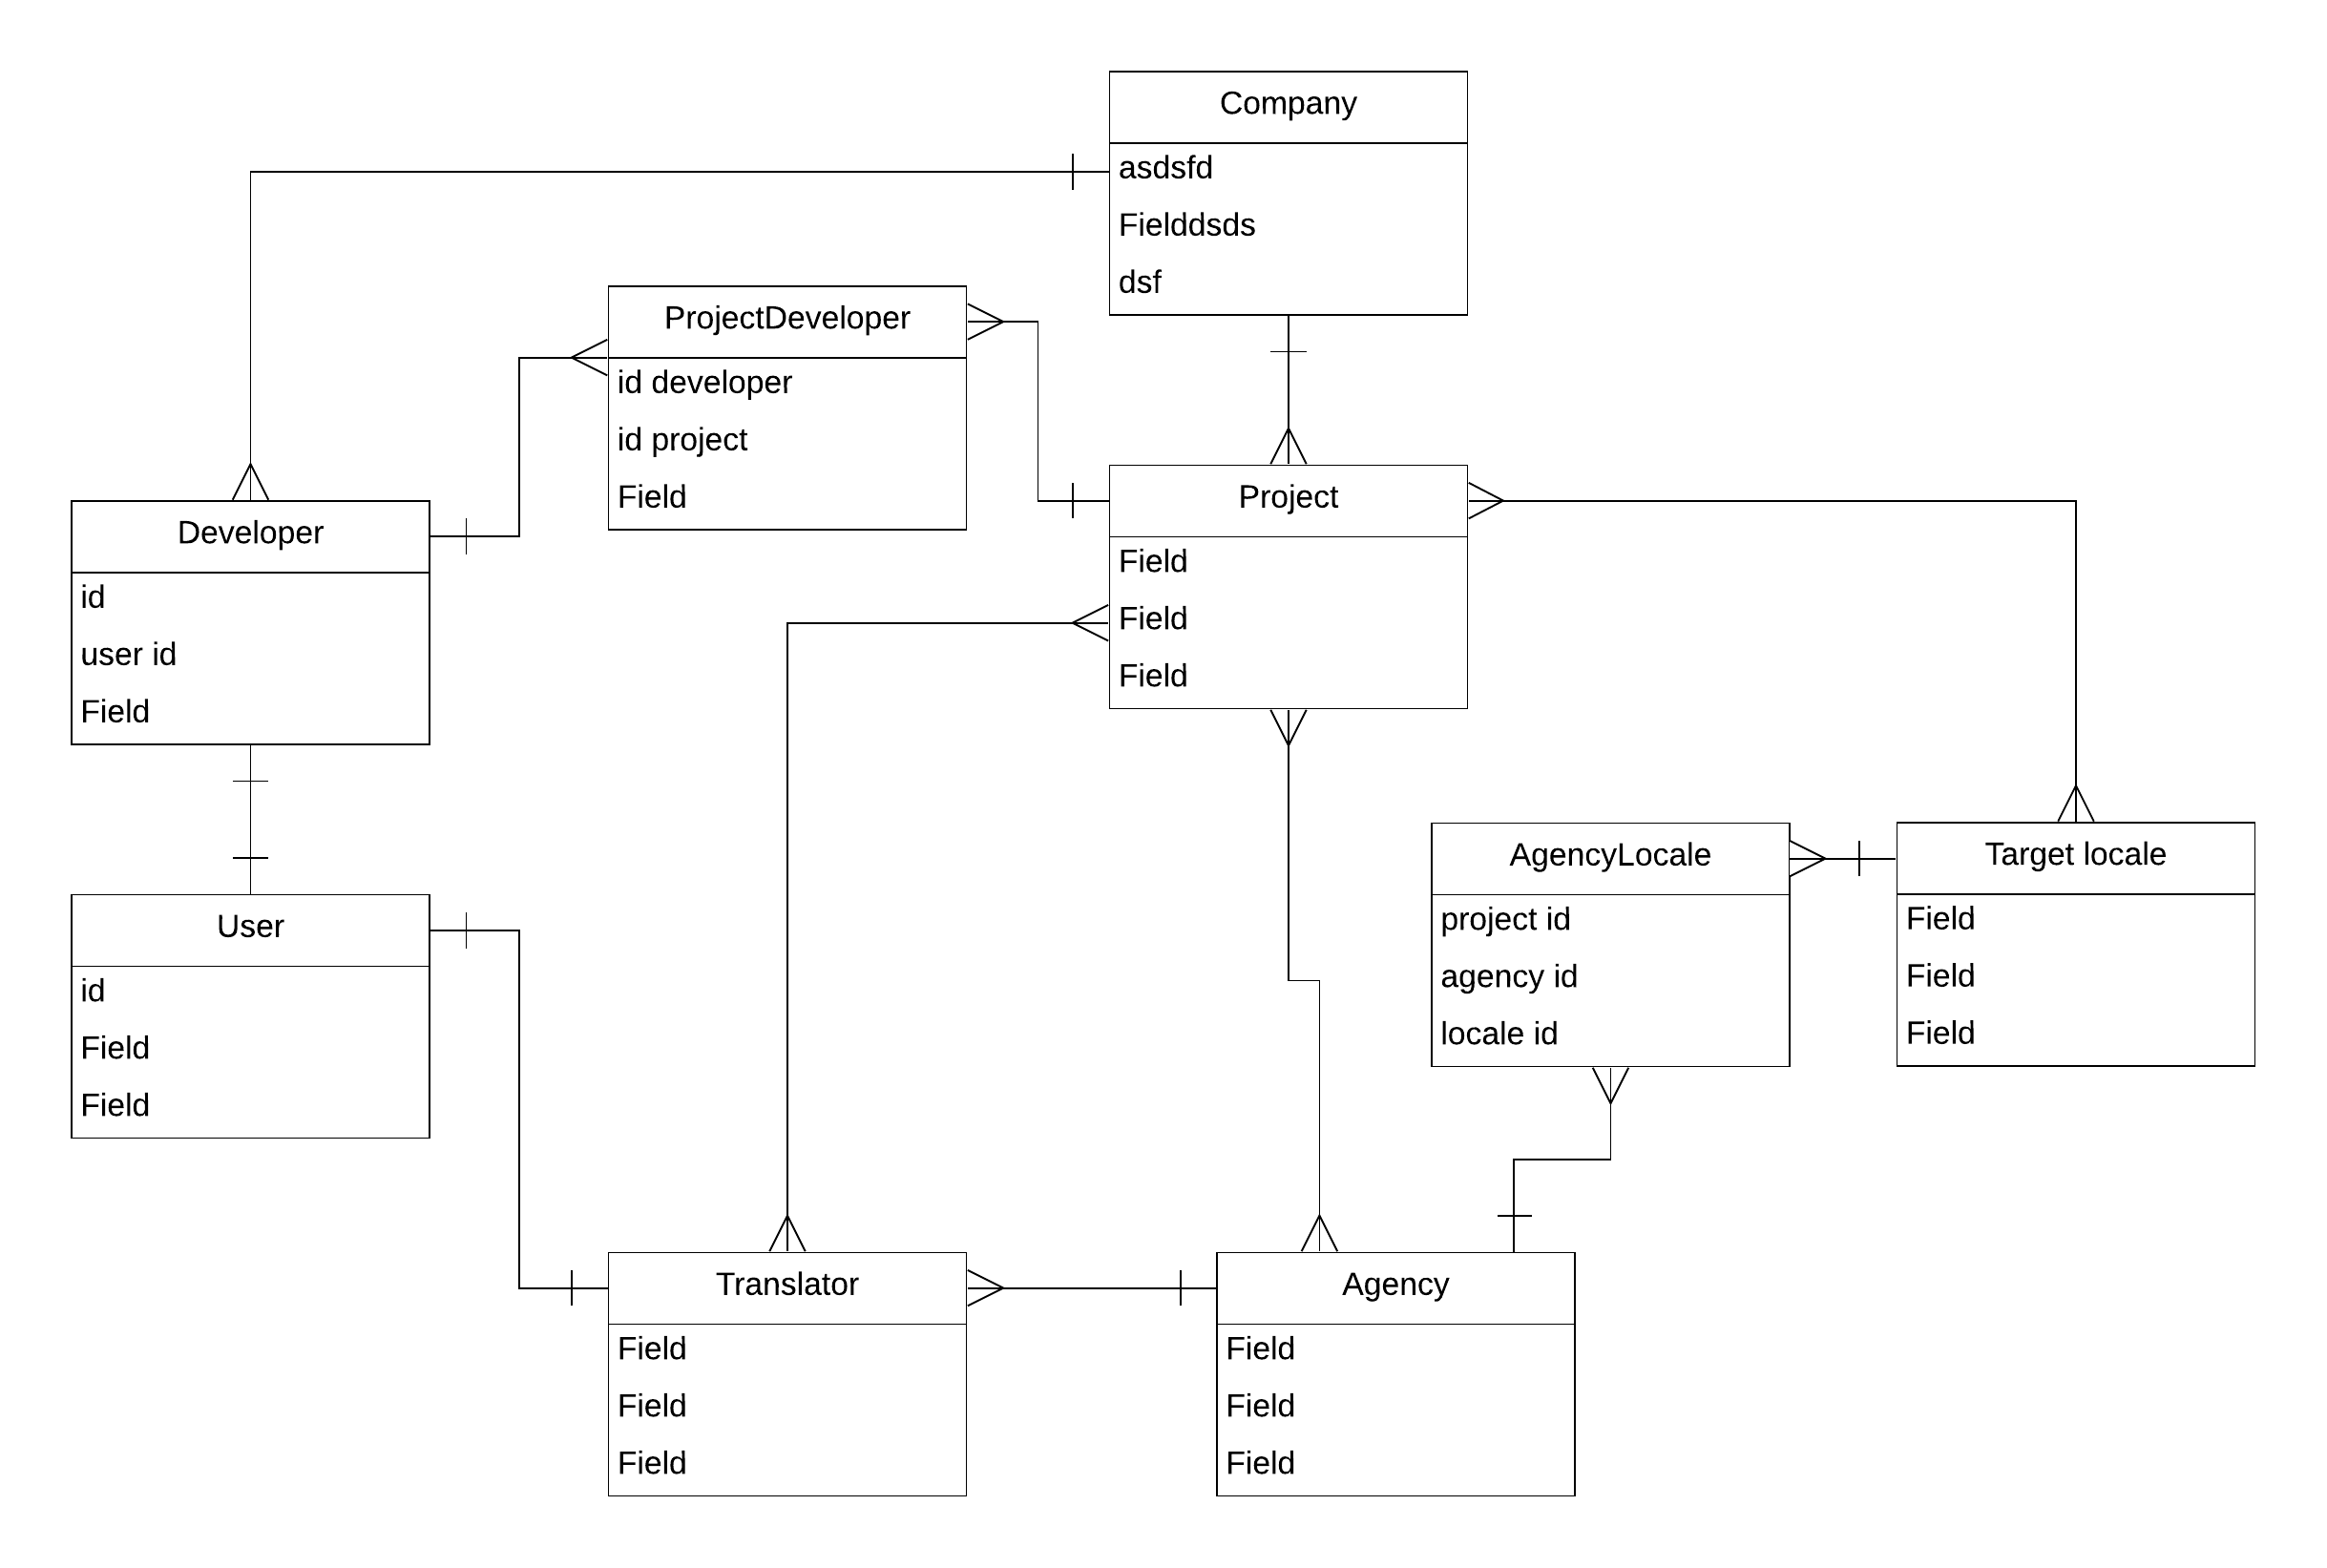 Company
asdsfd
Fielddsds
dsf
ProjectDeveloper
id developer
id project
Field
Project
Field
Field
Field
Developer
id
user id
Field
AgencyLocale
project id
agency id
locale id
Target locale
Field
Field
Field
User
id
Field
Field
Translator
Field
Field
Field
Agency
Field
Field
Field